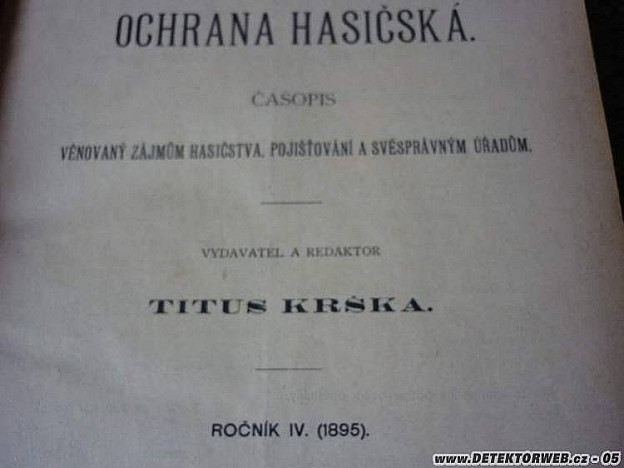 OCHRANA HASIČSKÁ.
ČASOPIS
VĚNOVANÝ ZÁJMŮM HASIČSTVA, POJIŠŤOVÁNÍ A SVÉSPRÁVNÝM ÚŘADŮM.
VYDAVATEL A REDAKTOR
TITUS KRŠKA.
ROČNÍK IV. (1895).
www.DETEKTORWEB.cz - 05